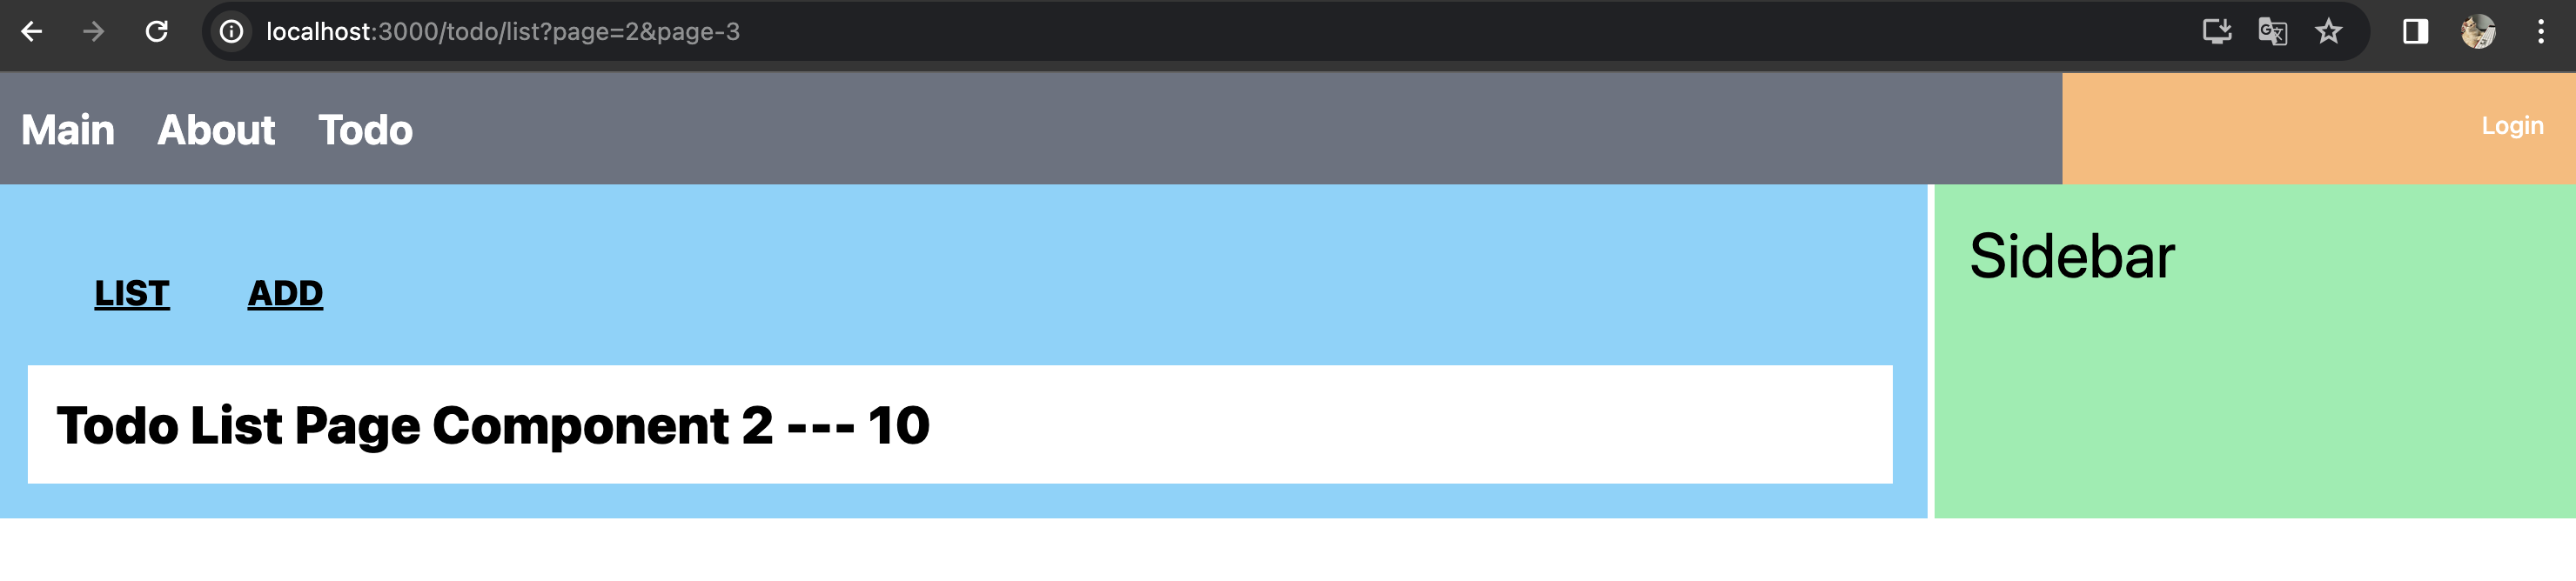 localhost:3000/todo/list?page=2&page-3
Main About Todo
Login
LIST ADD
Sidebar
Todo List Page Component 2 --- 10